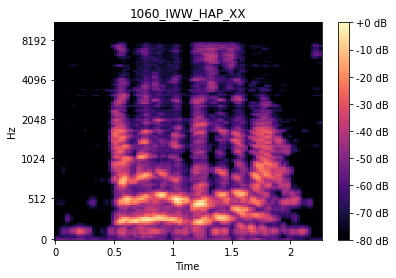 1060_IWW_HAP_XX
+0 dB
8192
-10 dB
4096
-20 dB
-30 dB
2048
Hz
-40 dB
1024
-50 dB
512
-60 dB
-70 dB
0
-80 dB
0 0.5 1 1.5 2
Time